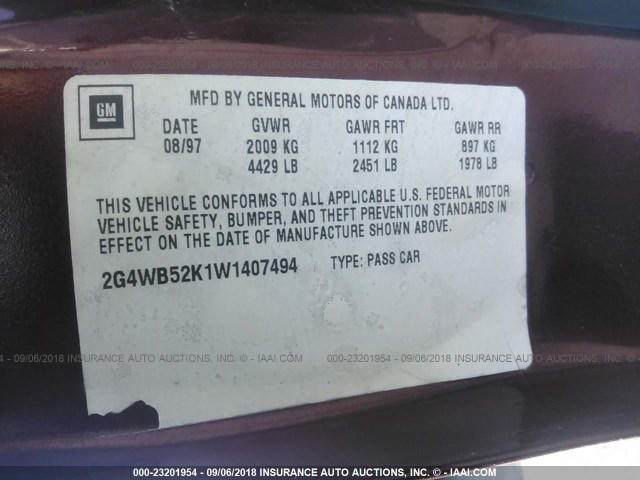 GM
MFD BY GENERAL MOTORS OF CANADA LTD.
DATE GVWR GAWR FRT GAWR RR
08/97 2009 KG 1112 KG 897 KG
4429 LB 2451 LB 1978 LB
THIS VEHICLE CONFORMS TO ALL APPLICABLE U.S. FEDERAL MOTOR
VEHICLE SAFETY, BUMPER, AND THEFT PREVENTION STANDARDS IN
EFFECT ON THE DATE OF MANUFACTURE SHOWN ABOVE.
2G4WB52K1W1407494 TYPE: PASS CAR
000-23201954 - 09/06/2018 INSURANCE AUTO AUCTIONS, INC. © - IAAI.COM